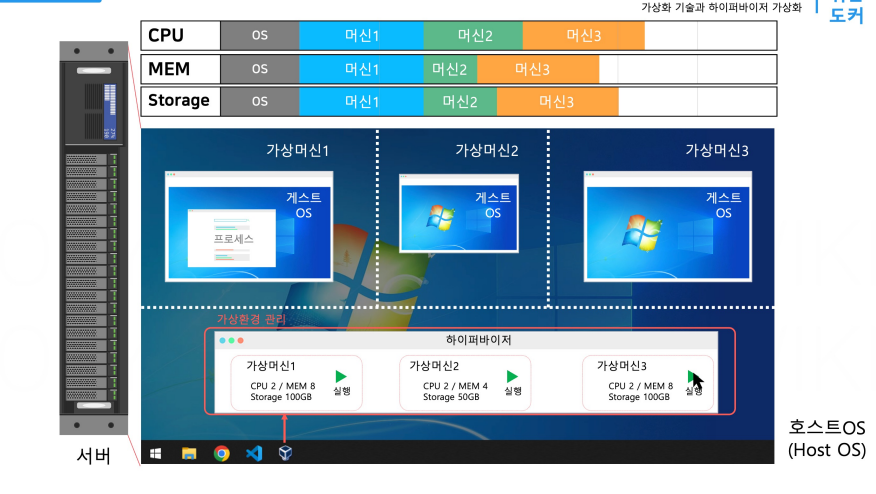 가상화 기술과 하이퍼바이저 가상화
도커
CPU OS 머신1 머신2 머신3
MEM OS 머신1 머신2 머신3
Storage OS 머신1 머신2 머신3
가상머신1 가상머신2 가상머신3
게스트 OS
프로세스
게스트 OS
게스트 OS
가상환경 관리
하이퍼바이저
가상머신1
CPU 2 / MEM 8
Storage 100GB
실행
가상머신2
CPU 2 / MEM 4
Storage 50GB
실행
가상머신3
CPU 2 / MEM 8
Storage 100GB
실행
서버
호스트OS
(Host OS)